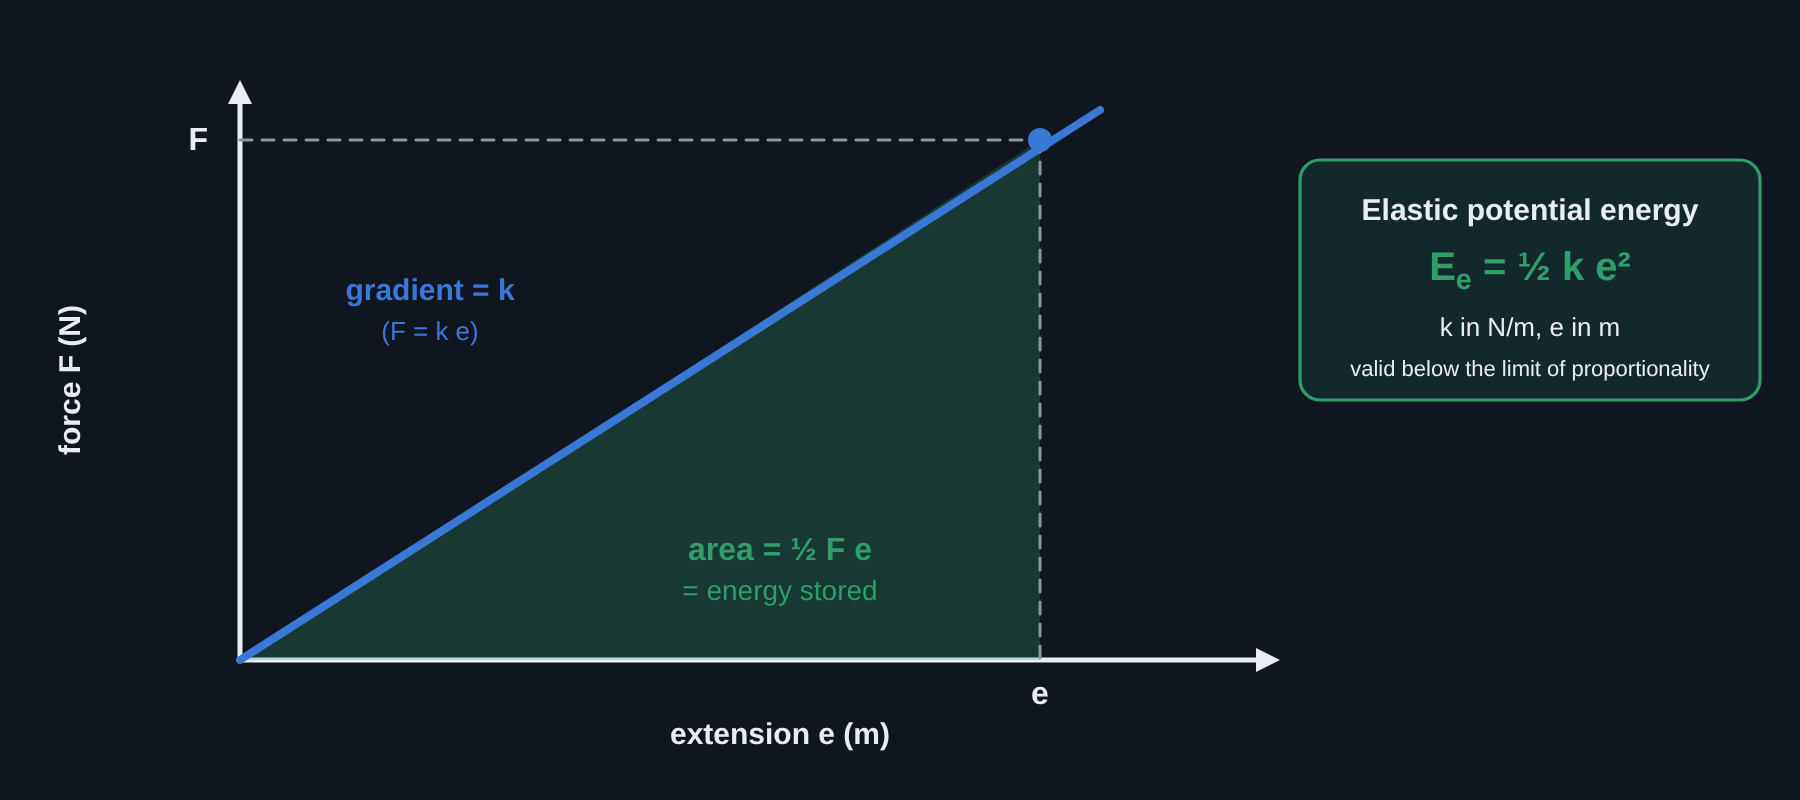 F
force F (N)
gradient = k
(F = k e)
area = ½ F e
= energy stored
e
extension e (m)
Elastic potential energy
Eₑ = ½ k e²
k in N/m, e in m
valid below the limit of proportionality